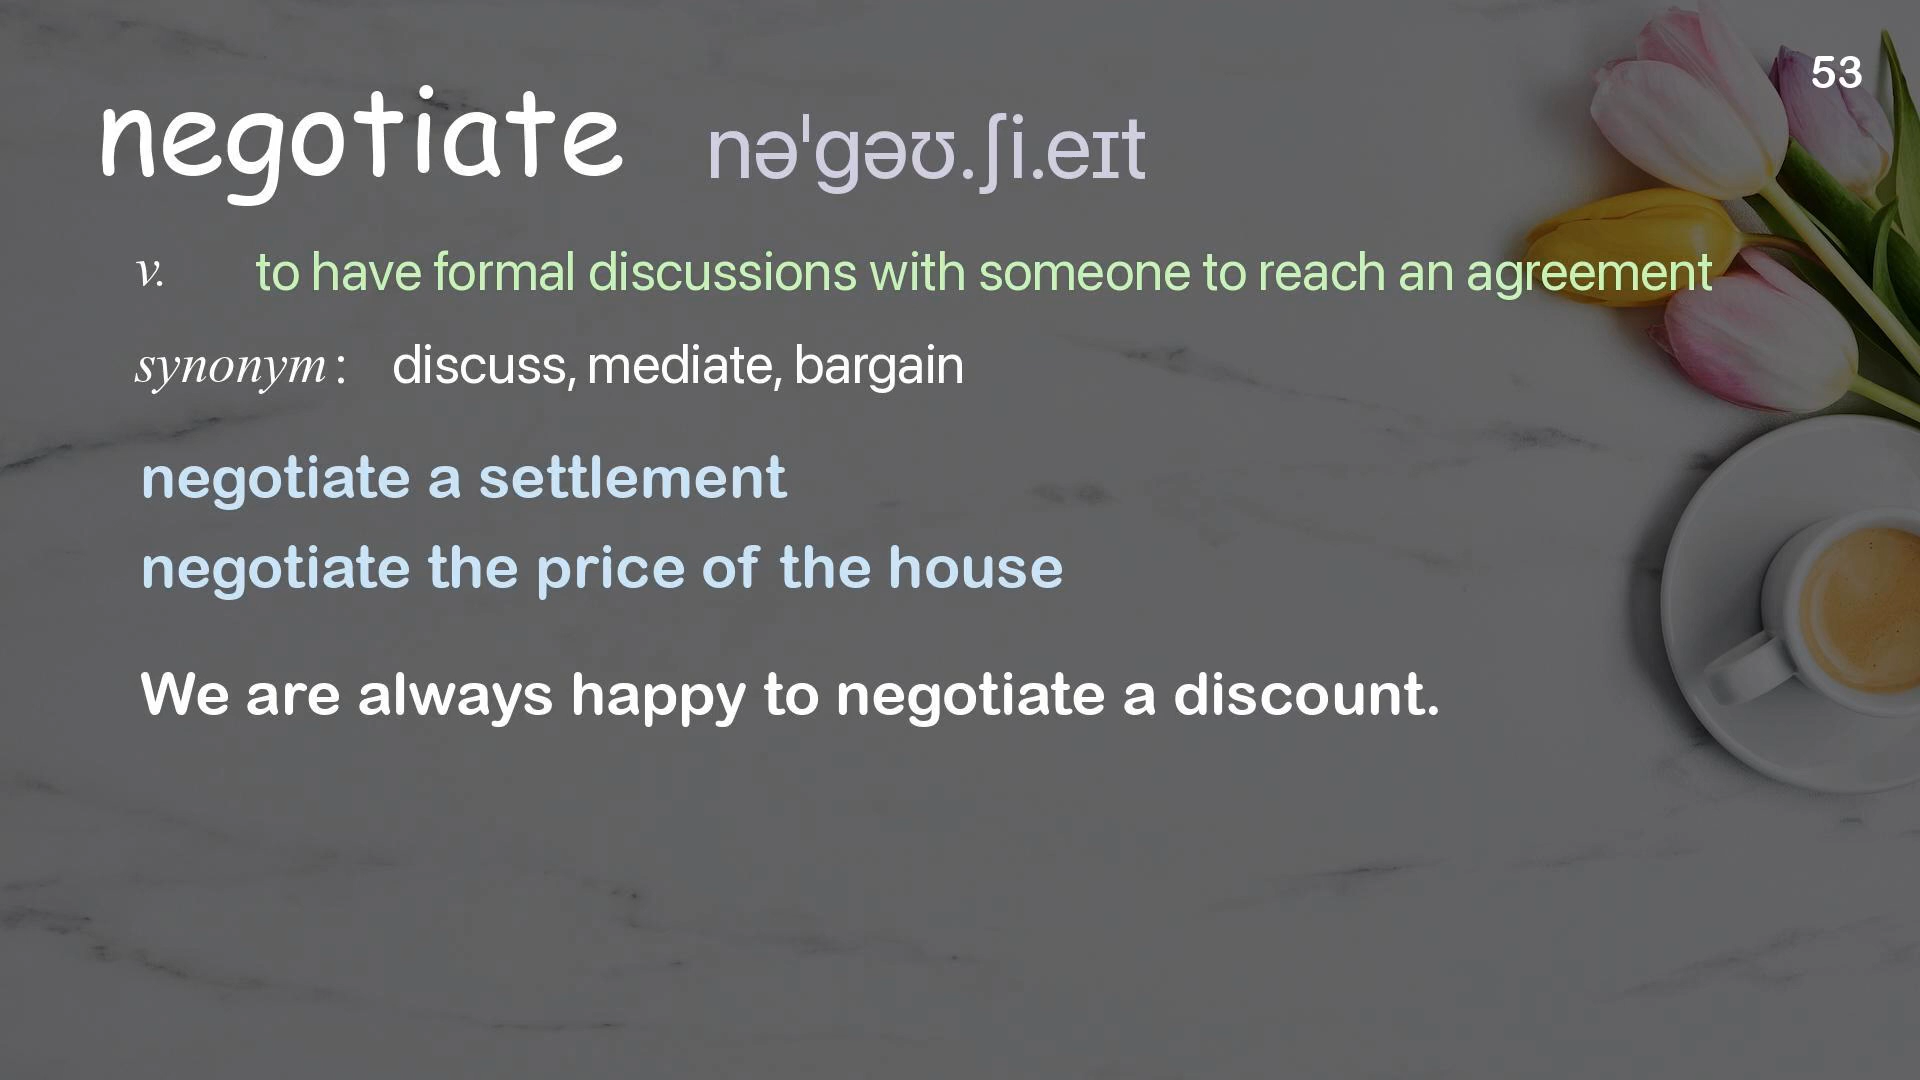 53
negotiate nəˈgəʊ.ʃi.eɪt
v. to have formal discussions with someone to reach an agreement
synonym: discuss, mediate, bargain
negotiate a settlement
negotiate the price of the house
We are always happy to negotiate a discount.